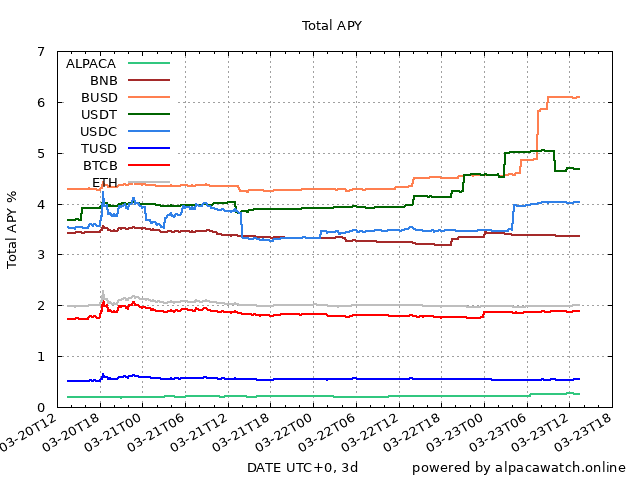 Total APY
Total APY %
7
6
5
4
3
2
1
0
ALPACA
BNB
BUSD
USDT
USDC
TUSD
BTCB
ETH
03-20T12
03-20T18
03-21T00
03-21T06
03-21T12
03-21T18
03-22T00
03-22T06
03-22T12
03-22T18
03-23T00
03-23T06
03-23T12
03-23T18
DATE UTC+0, 3d
powered by alpacawatch.online